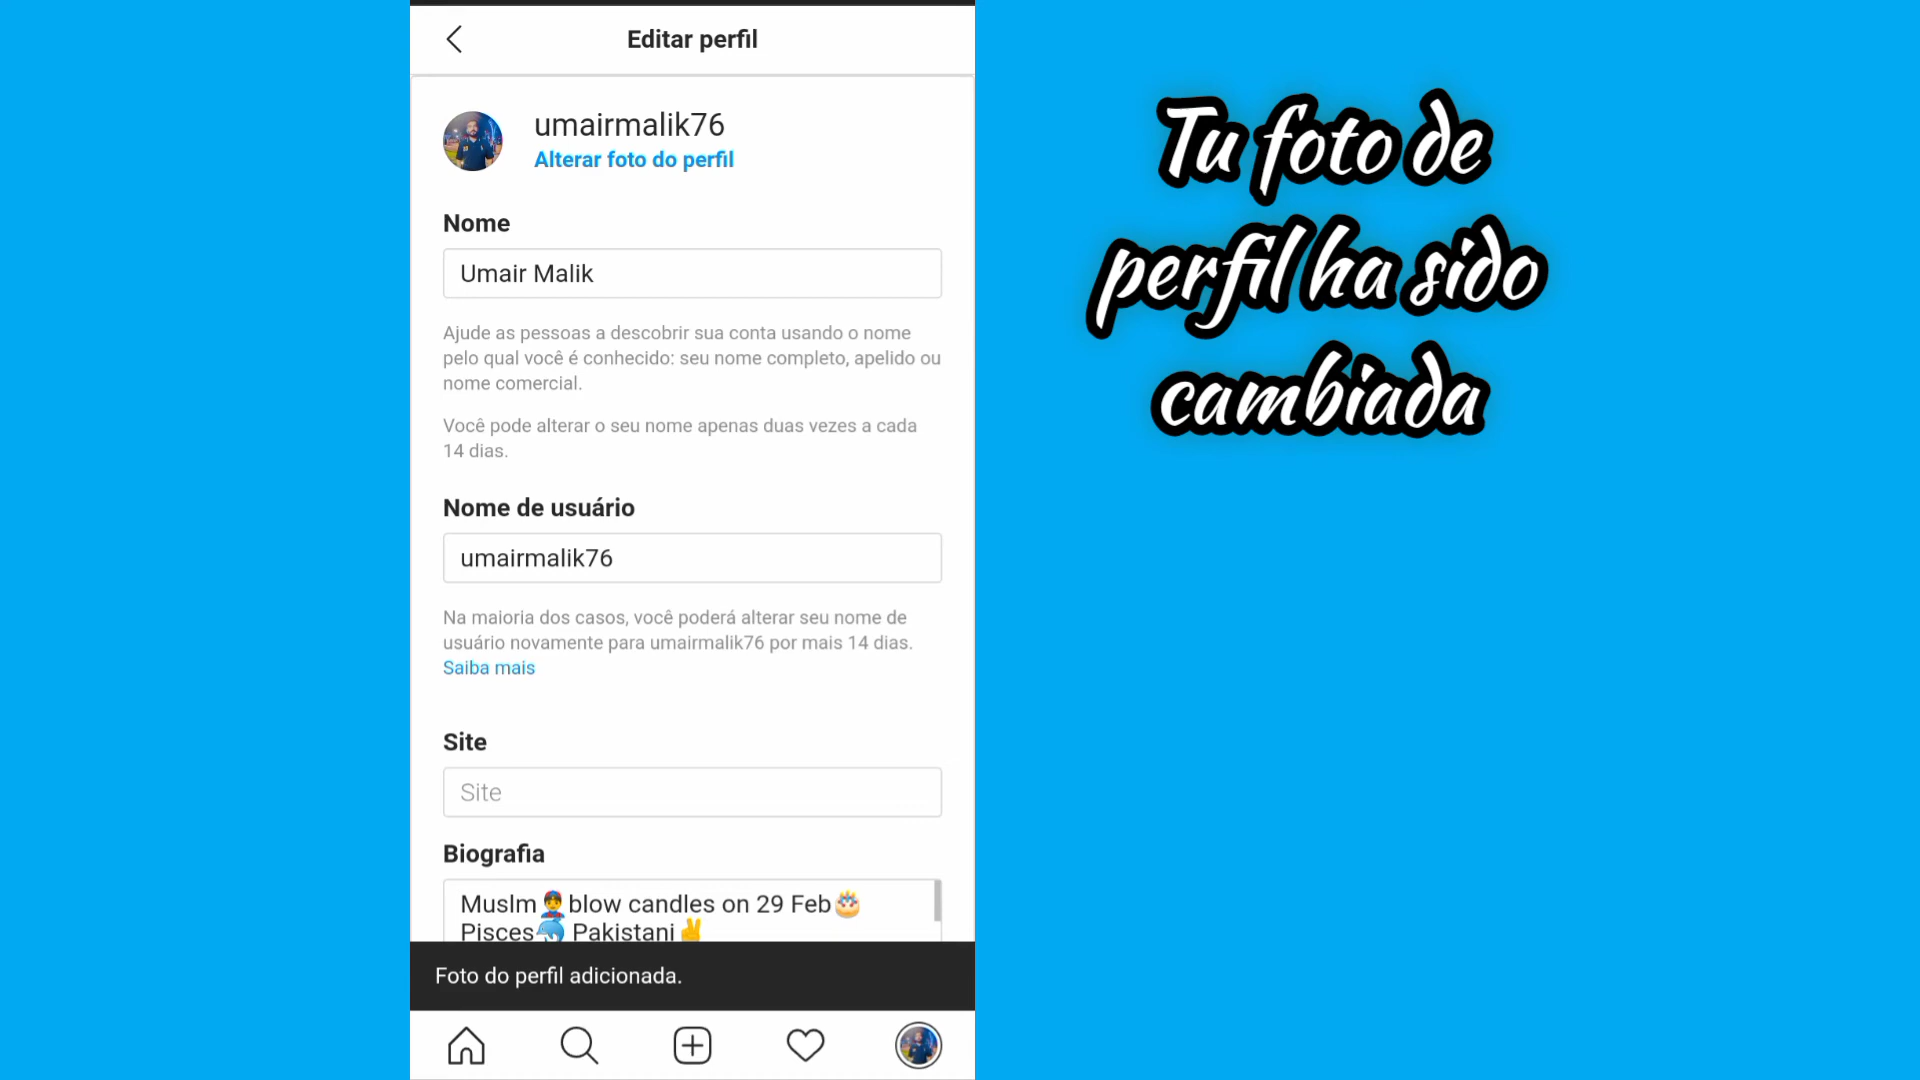 Editar perfil
umairmalik76
Alterar foto do perfil
Nome
Umair Malik
Ajude as pessoas a descobrir sua conta usando o nome
pelo qual você é conhecido: seu nome completo, apelido ou
nome comercial.
Você pode alterar o seu nome apenas duas vezes a cada
14 dias.
Nome de usuário
umairmalik76
Na maioria dos casos, você poderá alterar seu nome de
usuário novamente para umairmalik76 por mais 14 dias.
Saiba mais
Site
Site
Biografia
Muslm👲blow candles on 29 Feb🎂
Pisces🐬 Pakistani✌
Foto do perfil adicionada.
Tu foto de
perfil ha sido
cambiada